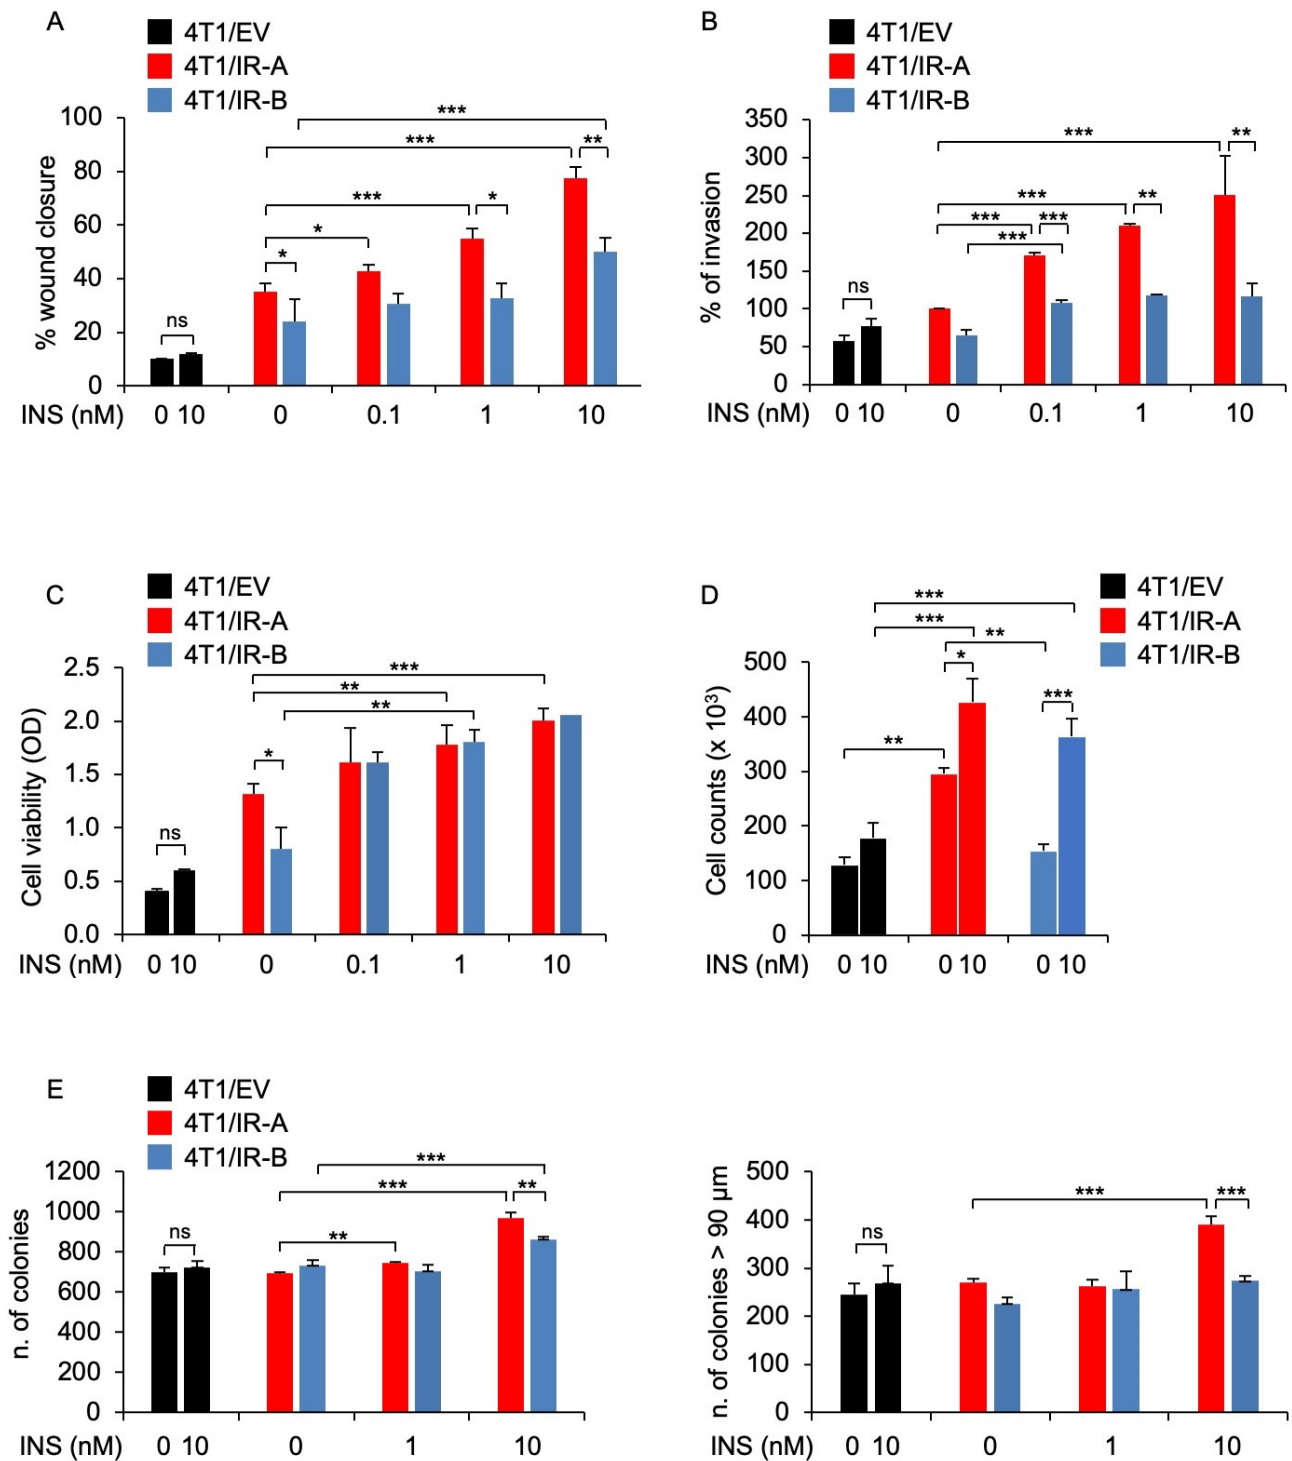 A
4T1/EV
4T1/IR-A
4T1/IR-B
% wound closure
100
80
60
40
20
0
***
***
**
***
*
*
*
ns
INS (nM)
0 10
0
0.1
1
10
B
4T1/EV
4T1/IR-A
4T1/IR-B
% of invasion
350
300
250
200
150
100
50
0
***
**
***
**
***
***
***
ns
INS (nM)
0 10
0
0.1
1
10
C
4T1/EV
4T1/IR-A
4T1/IR-B
Cell viability (OD)
2.5
2.0
1.5
1.0
0.5
0.0
***
**
**
*
ns
INS (nM)
0 10
0
0.1
1
10
D
4T1/EV
4T1/IR-A
4T1/IR-B
Cell counts (x 10³)
500
400
300
200
100
0
***
***
**
*
***
**
INS (nM)
0 10
0 10
0 10
E
4T1/EV
4T1/IR-A
4T1/IR-B
n. of colonies
1200
1000
800
600
400
200
0
***
***
**
**
ns
INS (nM)
0 10
0
1
10
n. of colonies > 90 µm
500
400
300
200
100
0
***
***
ns
INS (nM)
0 10
0
1
10